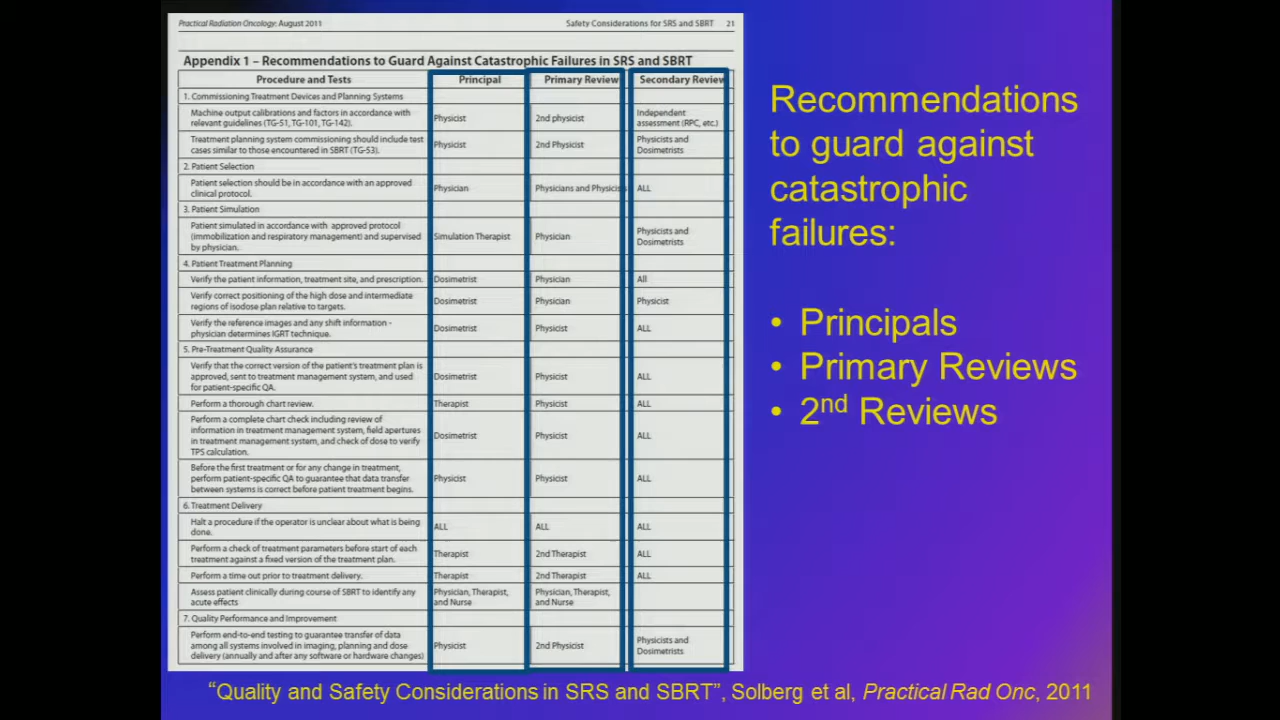 Practical Radiation Oncology: August 2011 Safety Considerations for SRS and SBRT 21
Appendix 1 – Recommendations to Guard Against Catastrophic Failures in SRS and SBRT
Procedure and Tests Principal Primary Review Secondary Review
1. Commissioning Treatment Devices and Planning Systems
Machine output calibrations and factors in accordance with
relevant guidelines (TG-51, TG-101, TG-142).
Physicist
2nd physicist
Independent
assessment (RPC, etc.)
Treatment planning system commissioning should include test
cases similar to those encountered in SBRT (TG-53).
Physicist
2nd Physicist
Physicists and
Dosimetrists
2. Patient Selection
Patient selection should be in accordance with an approved
clinical protocol.
Physician
Physicians and Physicis
ALL
3. Patient Simulation
Patient simulated in accordance with approved protocol
(immobilization and respiratory management) and supervised
by physician.
Simulation Therapist
Physician
Physicists and
Dosimetrists
4. Patient Treatment Planning
Verify the patient information, treatment site, and prescription. Dosimetrist Physician All
Verify correct positioning of the high dose and intermediate
regions of isodose plan relative to targets.
Dosimetrist
Physician
Physicist
Verify the reference images and any shift information -
physician determines IGRT technique.
Dosimetrist
Physicist
ALL
5. Pre-Treatment Quality Assurance
Verify that the correct version of the patient's treatment plan is
approved, sent to treatment management system, and used
for patient-specific QA.
Dosimetrist
Physicist
ALL
Perform a thorough chart review. Therapist Physicist ALL
Perform a complete chart check including review of
information in treatment management system, field apertures
in treatment management system, and check of dose to verify
TPS calculation.
Dosimetrist
Physicist
ALL
Before the first treatment or for any change in treatment,
perform patient-specific QA to guarantee that data transfer
between systems is correct before patient treatment begins.
Physicist
Physicist
ALL
6. Treatment Delivery
Halt a procedure if the operator is unclear about what is being
done.
ALL
ALL
ALL
Perform a check of treatment parameters before start of each
treatment against a fixed version of the treatment plan.
Therapist
2nd Therapist
ALL
Perform a time out prior to treatment delivery. Therapist 2nd Therapist ALL
Assess patient clinically during course of SBRT to identify any
acute effects
Physician, Therapist,
and Nurse
Physician, Therapist,
and Nurse
7. Quality Performance and Improvement
Perform end-to-end testing to guarantee transfer of data
among all systems involved in imaging, planning and dose
delivery (annually and after any software or hardware changes)
Physicist
2nd Physicist
Physicists and
Dosimetrists
Recommendations
to guard against
catastrophic
failures:
• Principals
• Primary Reviews
• 2nd Reviews
“Quality and Safety Considerations in SRS and SBRT”, Solberg et al, Practical Rad Onc, 2011